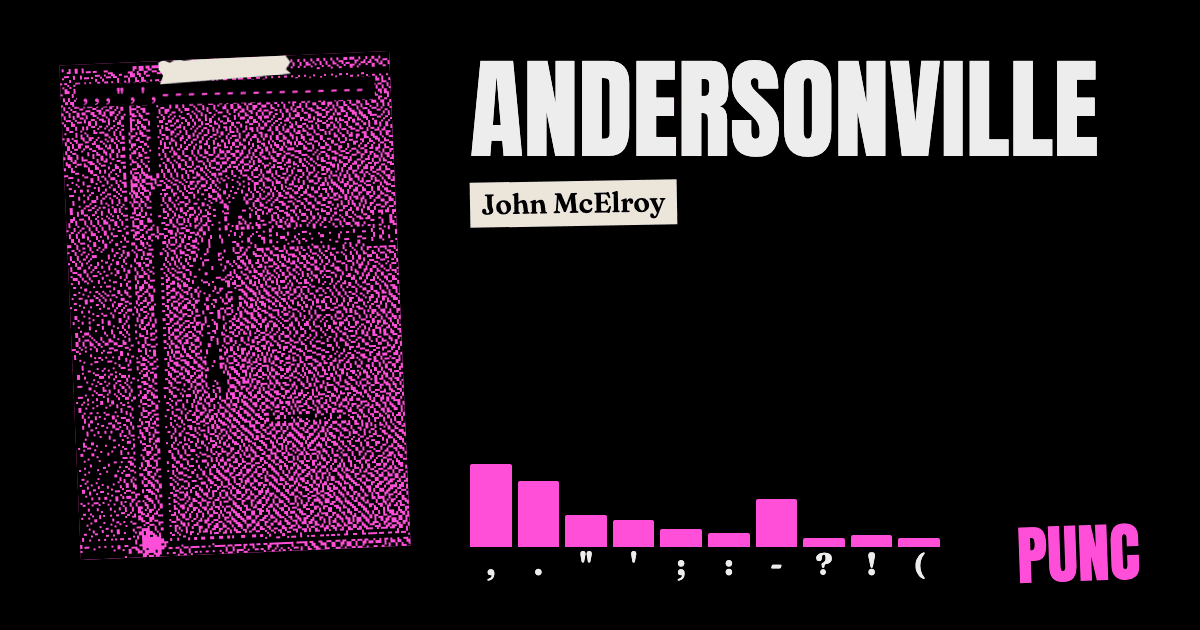 ,,,",',- - - - - - - - - - - - - - - -
ANDERSONVILLE
John McElroy
, . " ' ; : - ? ! (
PUNC